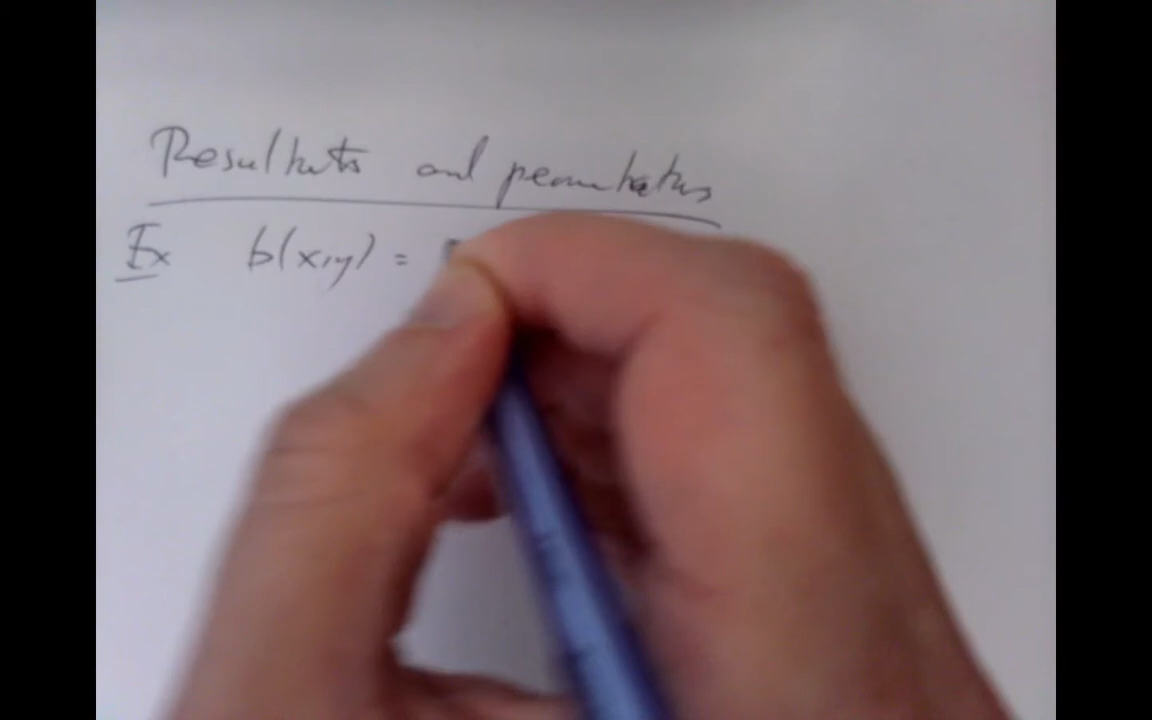 Resultants and permutations
Ex b(x,y) =